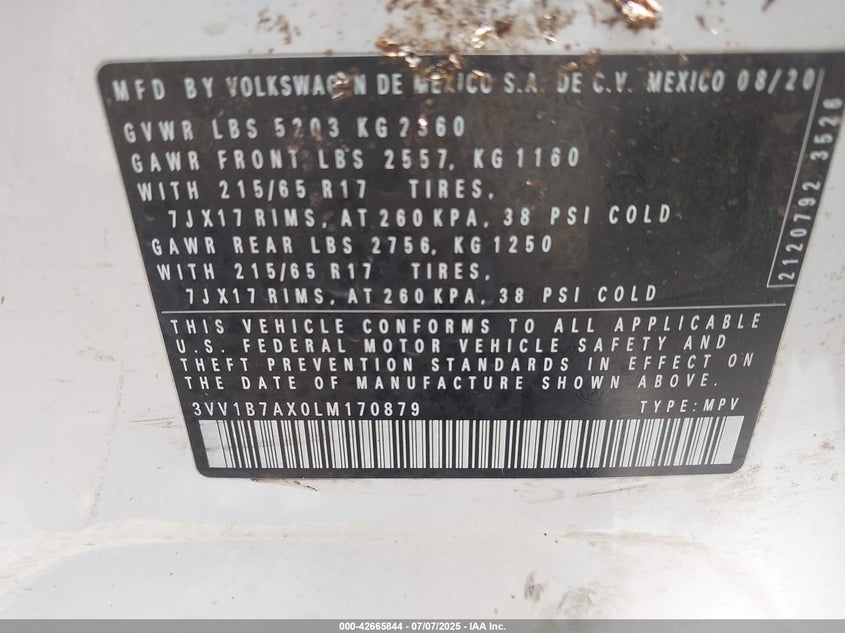 MFD BY VOLKSWAGEN DE MEXICO S.A. DE C.V. MEXICO 08/20
GVWR LBS 5203 KG 2360
GAWR FRONT LBS 2557, KG 1160
WITH 215/65 R17 TIRES,
7JX17 RIMS, AT 260 KPA, 38 PSI COLD
GAWR REAR LBS 2756, KG 1250
WITH 215/65 R17 TIRES,
7JX17 RIMS, AT 260 KPA, 38 PSI COLD
THIS VEHICLE CONFORMS TO ALL APPLICABLE
U.S. FEDERAL MOTOR VEHICLE SAFETY AND
THEFT PREVENTION STANDARDS IN EFFECT ON
THE DATE OF MANUFACTURE SHOWN ABOVE.
3VV1B7AX0LM170879 TYPE: MPV
2120792 3526
000-42665844 | 07/07/2025 | IAA Inc.